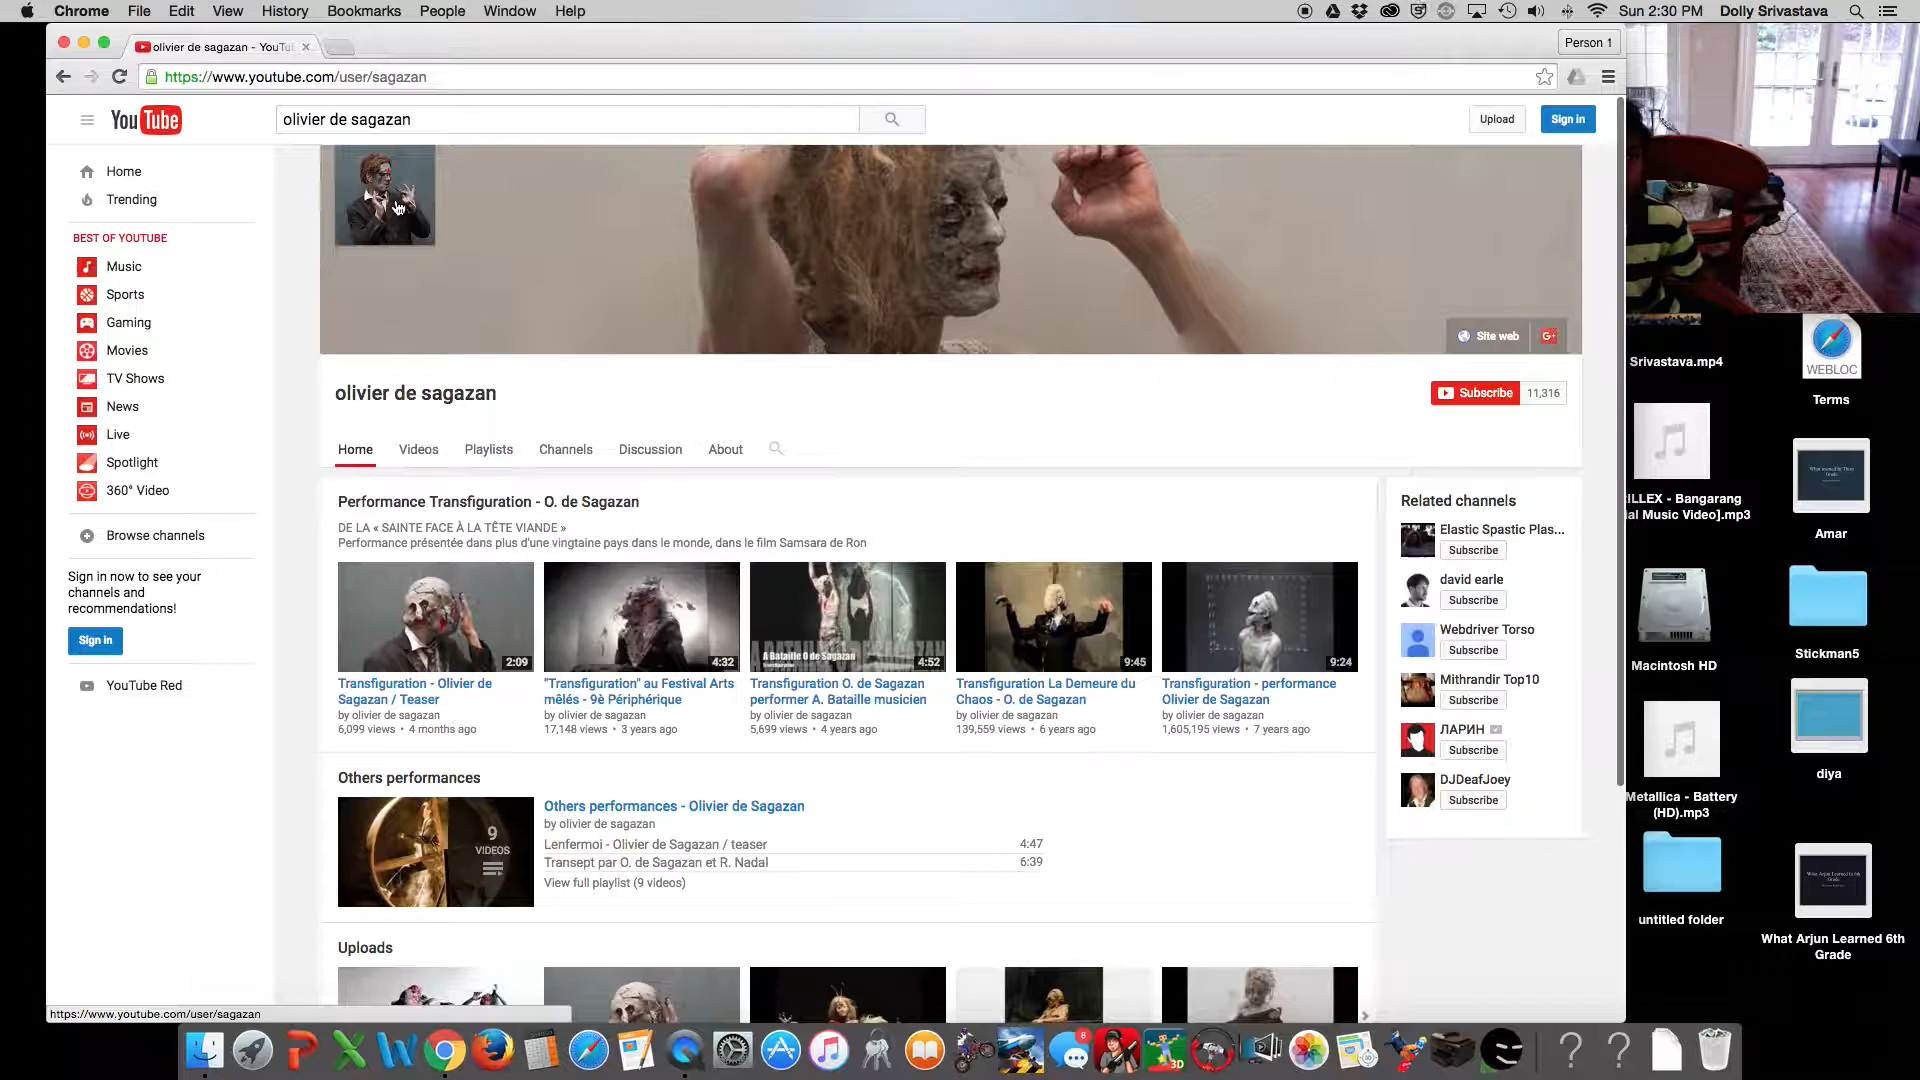 Chrome File Edit View History Bookmarks People Window Help
Sun 2:30 PM Dolly Srivastava
olivier de sagazan - YouTu
Person 1
https://www.youtube.com/user/sagazan
YouTube
olivier de sagazan
Upload
Sign in
Home
Trending
BEST OF YOUTUBE
Music
Sports
Gaming
Movies
TV Shows
News
Live
Spotlight
360° Video
Browse channels
Sign in now to see your
channels and
recommendations!
Sign in
YouTube Red
Site web
G+
olivier de sagazan
Subscribe 11,316
Home Videos Playlists Channels Discussion About
Performance Transfiguration - O. de Sagazan
DE LA « SAINTE FACE À LA TÊTE VIANDE »
Performance présentée dans plus d'une vingtaine pays dans le monde, dans le film Samsara de Ron
2:09
Transfiguration - Olivier de
Sagazan / Teaser
by olivier de sagazan
6,099 views • 4 months ago
4:32
"Transfiguration" au Festival Arts
mêlés - 9è Périphérique
by olivier de sagazan
17,148 views • 3 years ago
A Bataille O de Sagazan
4:52
Transfiguration O. de Sagazan
performer A. Bataille musicien
by olivier de sagazan
5,699 views • 4 years ago
9:45
Transfiguration La Demeure du
Chaos - O. de Sagazan
by olivier de sagazan
139,559 views • 6 years ago
9:24
Transfiguration - performance
Olivier de Sagazan
by olivier de sagazan
1,605,195 views • 7 years ago
Others performances
9
VIDEOS
Others performances - Olivier de Sagazan
by olivier de sagazan
Lenfermoi - Olivier de Sagazan / teaser 4:47
Transept par O. de Sagazan et R. Nadal 6:39
View full playlist (9 videos)
Uploads
Related channels
Elastic Spastic Plas...
Subscribe
david earle
Subscribe
Webdriver Torso
Subscribe
Mithrandir Top10
Subscribe
ЛАРИН
Subscribe
DJDeafJoey
Subscribe
https://www.youtube.com/user/sagazan
Srivastava.mp4
WEBLOC
Terms
ILLEX - Bangarang
ial Music Video].mp3
Amar
Macintosh HD
Stickman5
Metallica - Battery
(HD).mp3
diya
untitled folder
What Arjun Learned 6th
Grade
8
3D